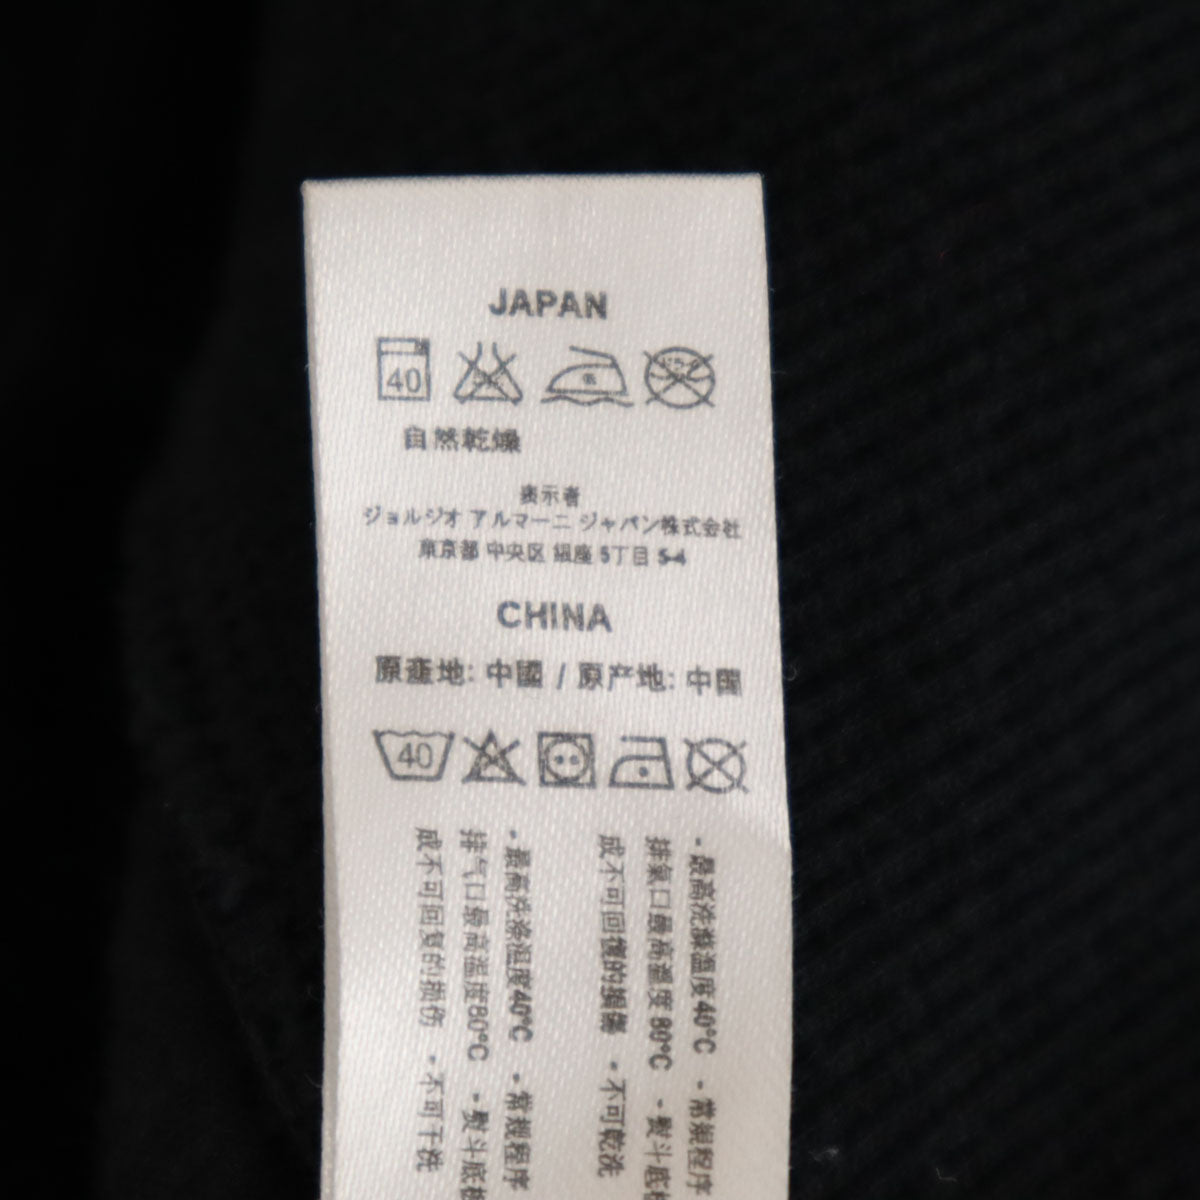 JAPAN
40
自然乾燥
表示者
ジョルジオ アルマーニ ジャパン株式会社
東京都 中央区 銀座 5丁目 5-4
CHINA
原産地: 中國 / 原产地: 中国
40
・最高洗滌溫度40°C ・常規程序
排氣口最高溫度 80°C ・熨斗底
成不可回復的損傷 ・不可乾洗
・最高洗涤温度40°C ・常规程序
排气口最高温度80°C ・熨斗底板
成不可回复的损伤 ・不可干洗